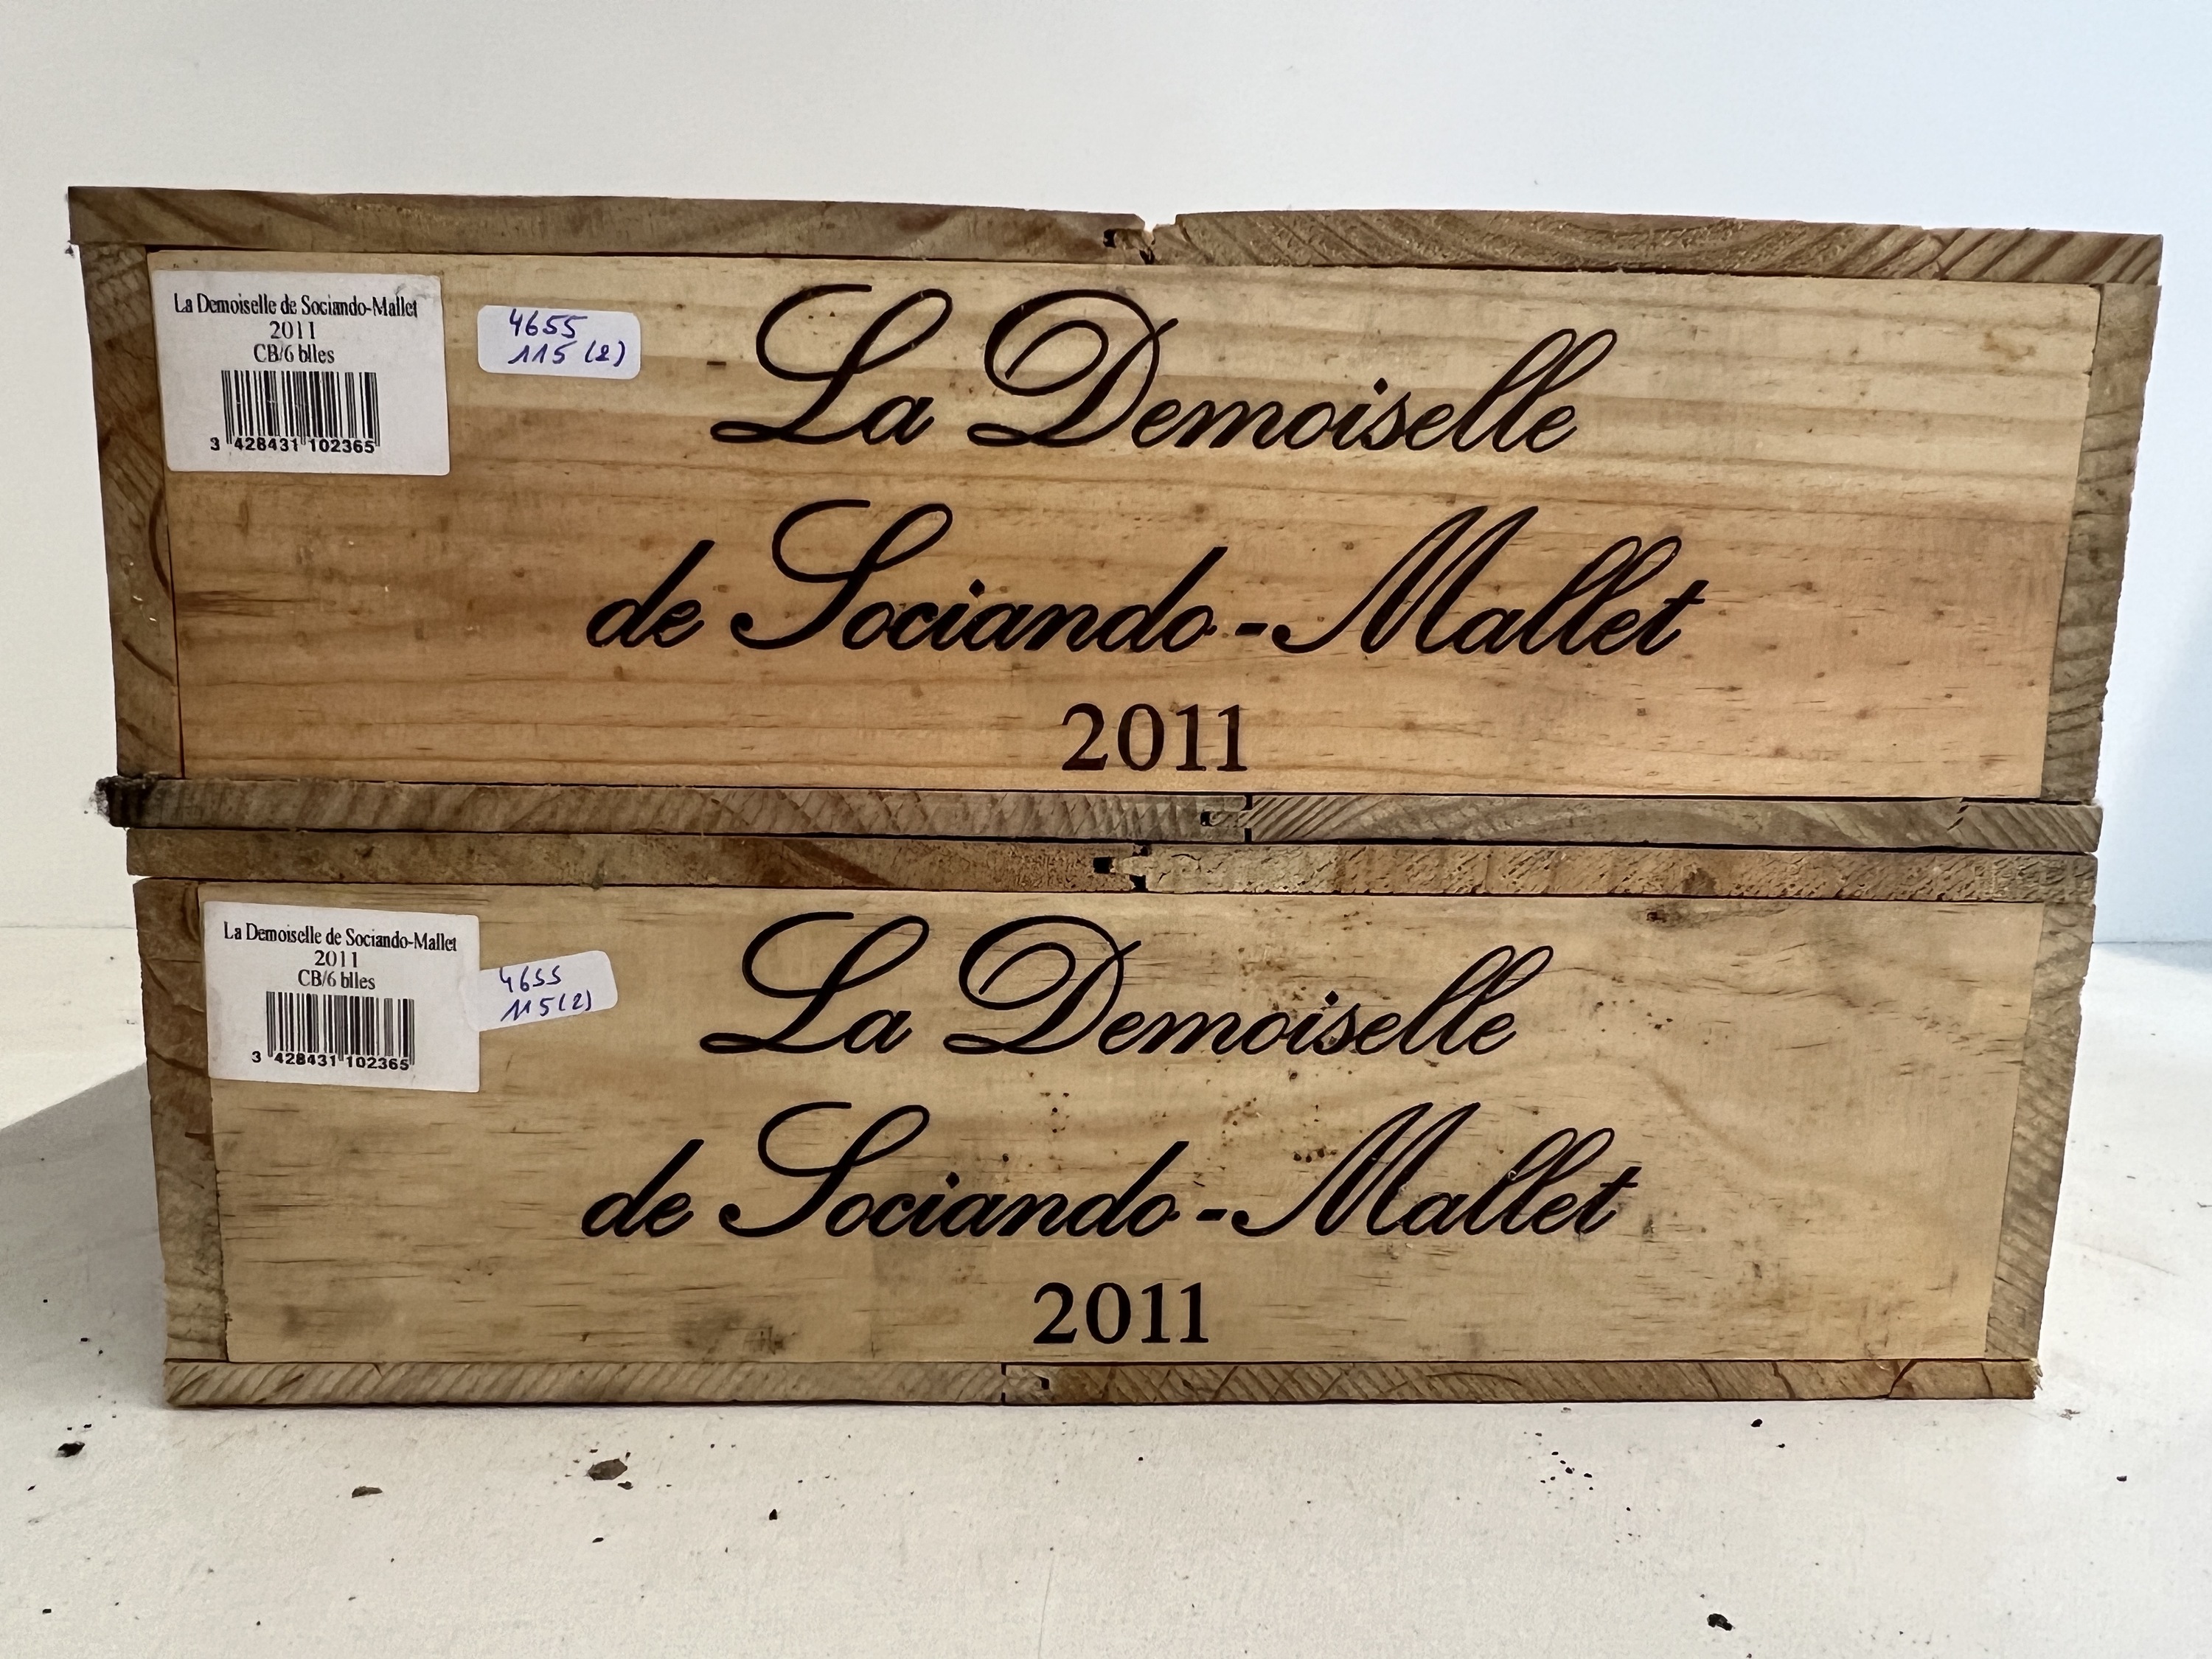 La Demoiselle de Sociando-Mallet
2011
CB/6 blles
3 428431 102365
4655
115 (2)
La Demoiselle
de Sociando-Mallet
2011
La Demoiselle de Sociando-Mallet
2011
CB/6 blles
3 428431 102365
4655
115 (2)
La Demoiselle
de Sociando-Mallet
2011